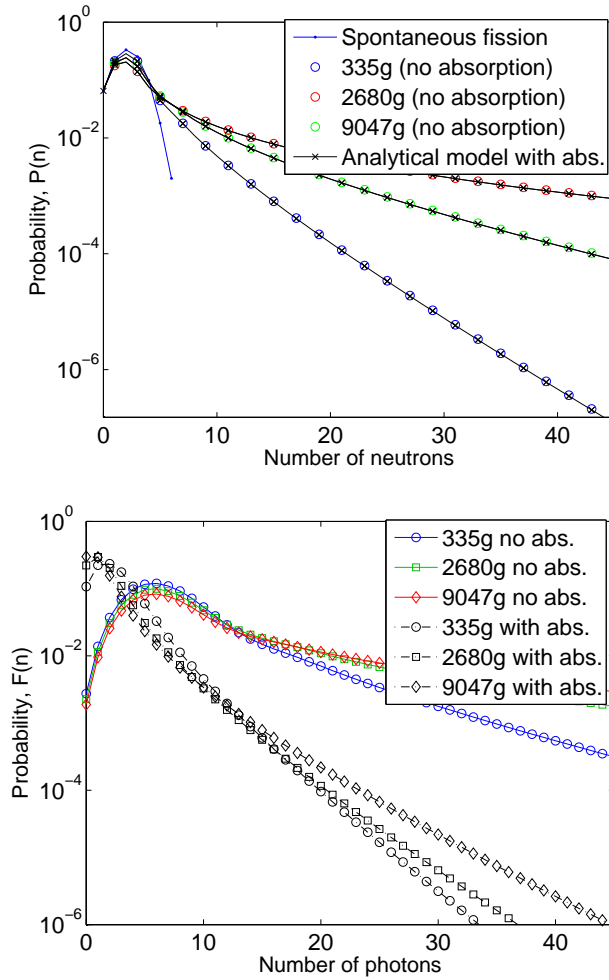 10^0
10^-2
10^-4
10^-6
Probability, P(n)
Spontaneous fission
335g (no absorption)
2680g (no absorption)
9047g (no absorption)
Analytical model with abs.
0 10 20 30 40
Number of neutrons
10^0
10^-2
10^-4
10^-6
Probability, F(n)
335g no abs.
2680g no abs.
9047g no abs.
335g with abs.
2680g with abs.
9047g with abs.
0 10 20 30 40
Number of photons